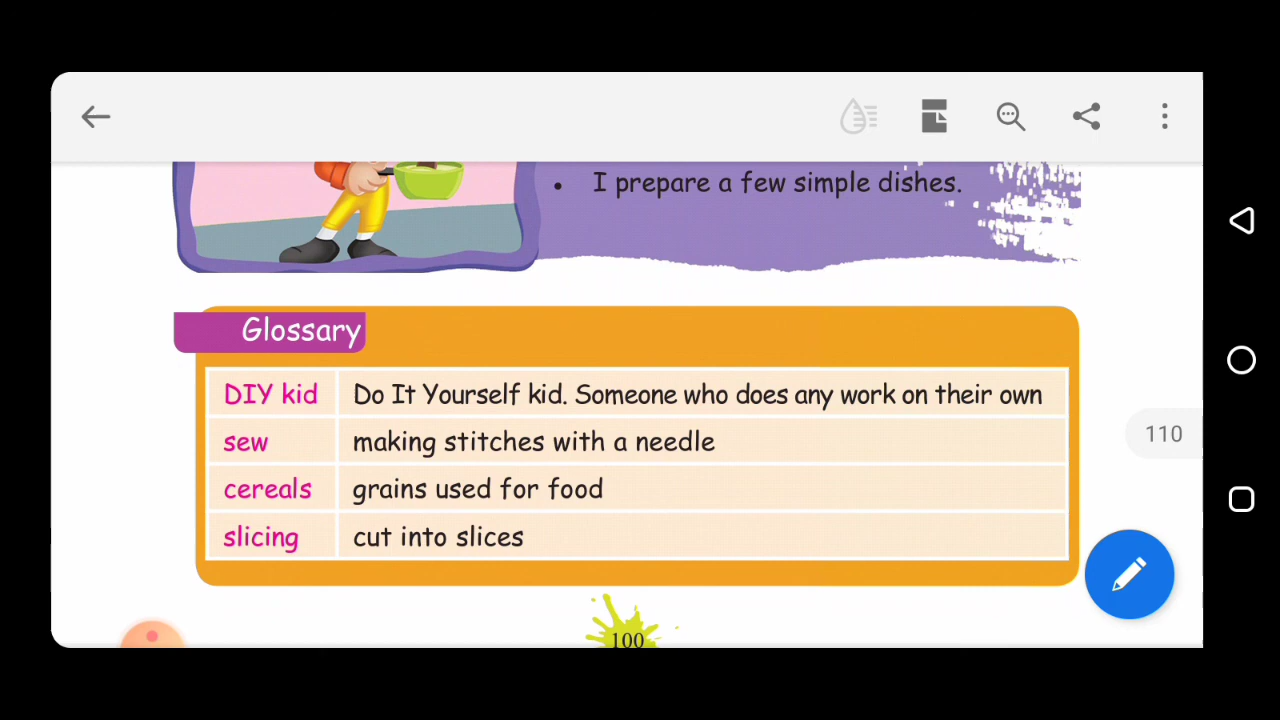 • I prepare a few simple dishes.
Glossary
DIY kid Do It Yourself kid. Someone who does any work on their own
sew making stitches with a needle
cereals grains used for food
slicing cut into slices
110
100